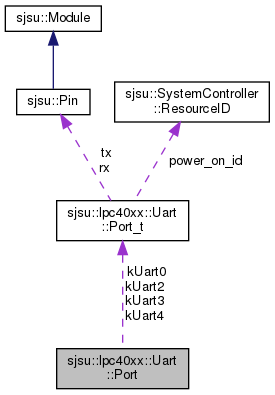 sjsu::Module
sjsu::Pin
sjsu::SystemController
::ResourceID
tx
rx
power_on_id
sjsu::lpc40xx::Uart
::Port_t
kUart0
kUart2
kUart3
kUart4
sjsu::lpc40xx::Uart
::Port